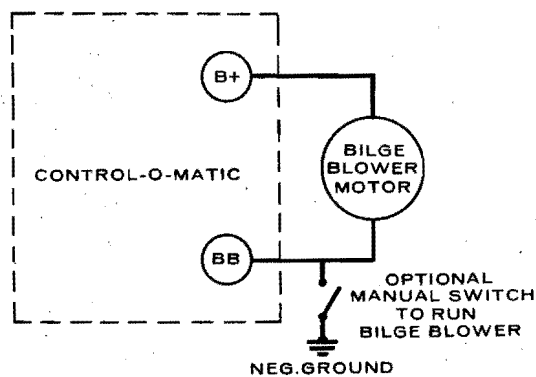 B+
BILGE
BLOWER
MOTOR
CONTROL-O-MATIC
BB
OPTIONAL
MANUAL SWITCH
TO RUN
BILGE BLOWER
NEG.GROUND